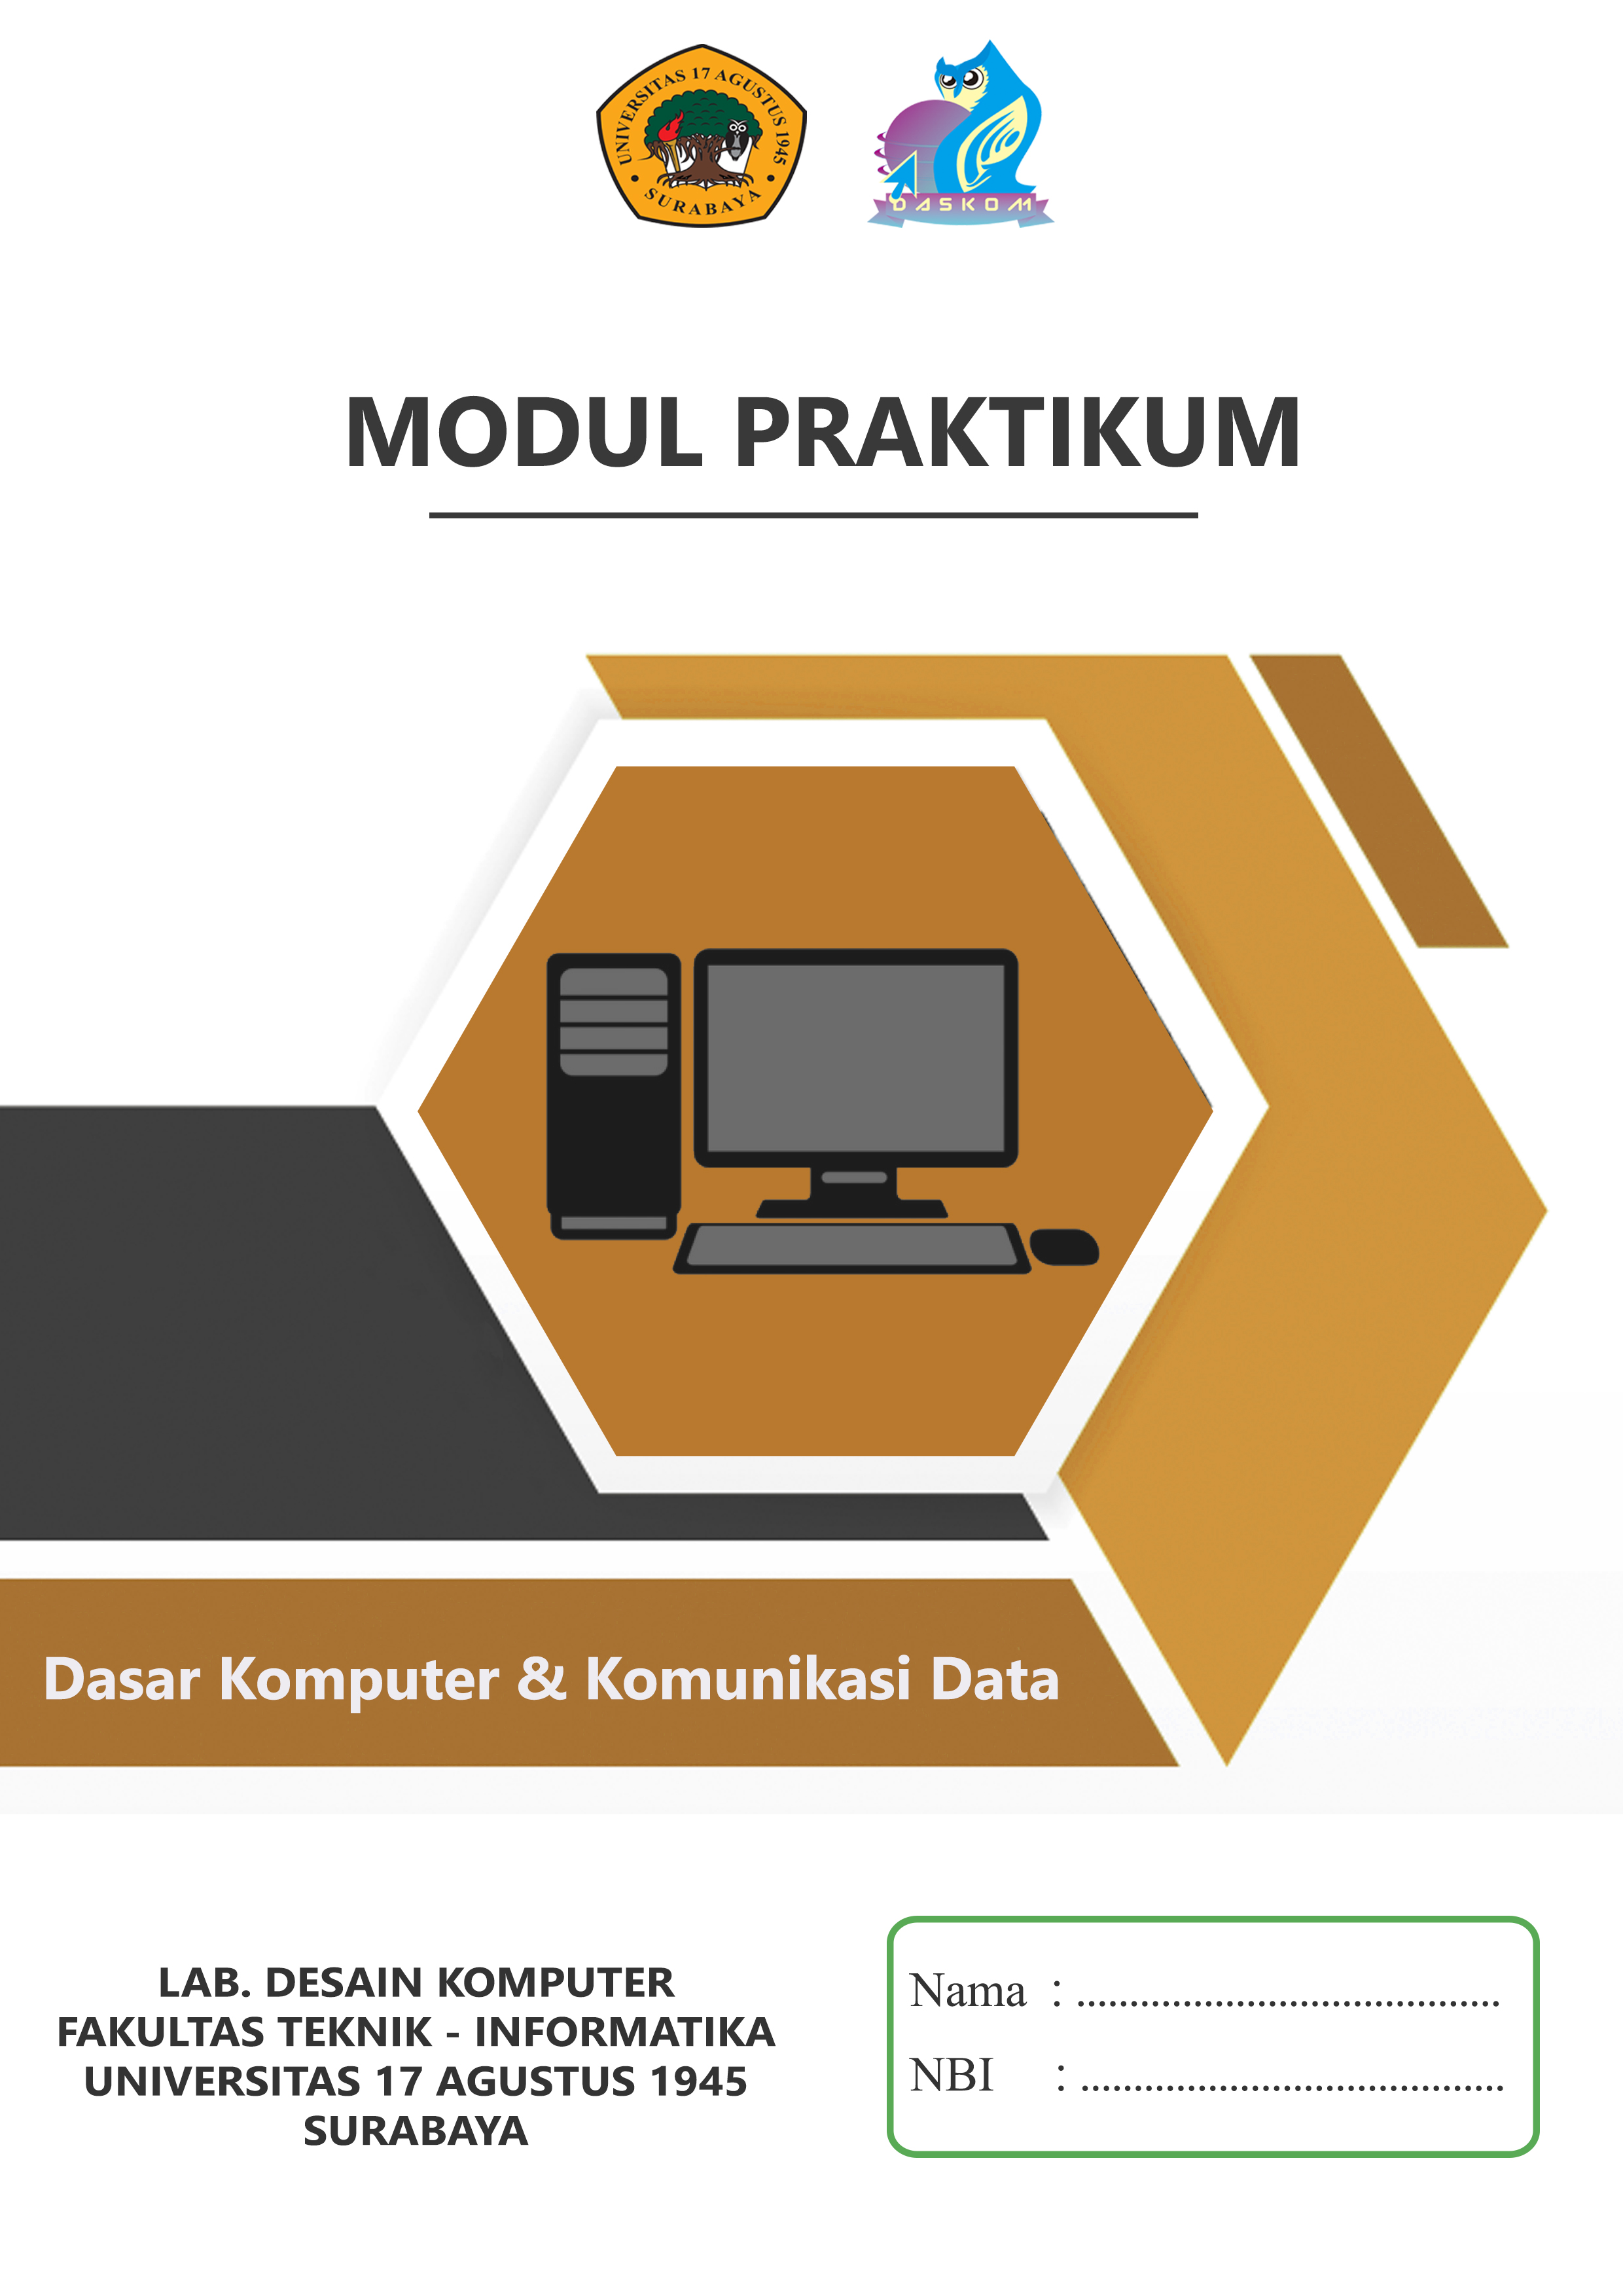 UNIVERSITAS 17 AGUSTUS 1945
SURABAYA
DASKOM
MODUL PRAKTIKUM
Dasar Komputer & Komunikasi Data
LAB. DESAIN KOMPUTER
FAKULTAS TEKNIK - INFORMATIKA
UNIVERSITAS 17 AGUSTUS 1945
SURABAYA
Nama : ........................................
NBI : ........................................